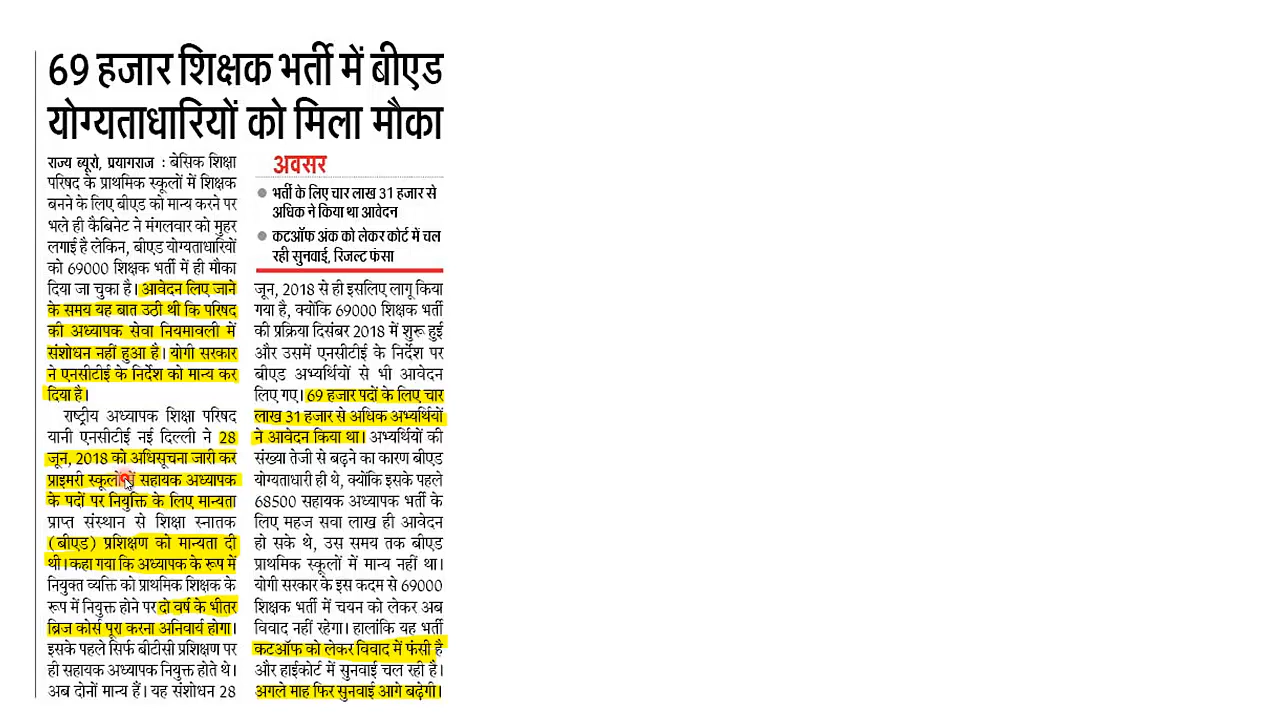 69 हजार शिक्षक भर्ती में बीएड
योग्यताधारियों को मिला मौका
राज्य ब्यूरो, प्रयागराज : बेसिक शिक्षा
परिषद के प्राथमिक स्कूलों में शिक्षक
बनने के लिए बीएड को मान्य करने पर
भले ही कैबिनेट ने मंगलवार को मुहर
लगाई है लेकिन, बीएड योग्यताधारियों
को 69000 शिक्षक भर्ती में ही मौका
दिया जा चुका है। आवेदन लिए जाने
के समय यह बात उठी थी कि परिषद
की अध्यापक सेवा नियमावली में
संशोधन नहीं हुआ है। योगी सरकार
ने एनसीटीई के निर्देश को मान्य कर
दिया है।
राष्ट्रीय अध्यापक शिक्षा परिषद
यानी एनसीटीई नई दिल्ली ने 28
जून, 2018 को अधिसूचना जारी कर
प्राइमरी स्कूलों में सहायक अध्यापक
के पदों पर नियुक्ति के लिए मान्यता
प्राप्त संस्थान से शिक्षा स्नातक
(बीएड) प्रशिक्षण को मान्यता दी
थी। कहा गया कि अध्यापक के रूप में
नियुक्त व्यक्ति को प्राथमिक शिक्षक के
रूप में नियुक्त होने पर दो वर्ष के भीतर
ब्रिज कोर्स पूरा करना अनिवार्य होगा।
इसके पहले सिर्फ बीटीसी प्रशिक्षण पर
ही सहायक अध्यापक नियुक्त होते थे।
अब दोनों मान्य हैं। यह संशोधन 28
अवसर
भर्ती के लिए चार लाख 31 हजार से
अधिक ने किया था आवेदन
कटऑफ अंक को लेकर कोर्ट में चल
रही सुनवाई, रिजल्ट फंसा
जून, 2018 से ही इसलिए लागू किया
गया है, क्योंकि 69000 शिक्षक भर्ती
की प्रक्रिया दिसंबर 2018 में शुरू हुई
और उसमें एनसीटीई के निर्देश पर
बीएड अभ्यर्थियों से भी आवेदन
लिए गए। 69 हजार पदों के लिए चार
लाख 31 हजार से अधिक अभ्यर्थियों
ने आवेदन किया था। अभ्यर्थियों की
संख्या तेजी से बढ़ने का कारण बीएड
योग्यताधारी ही थे, क्योंकि इसके पहले
68500 सहायक अध्यापक भर्ती के
लिए महज सवा लाख ही आवेदन
हो सके थे, उस समय तक बीएड
प्राथमिक स्कूलों में मान्य नहीं था।
योगी सरकार के इस कदम से 69000
शिक्षक भर्ती में चयन को लेकर अब
विवाद नहीं रहेगा। हालांकि यह भर्ती
कटऑफ को लेकर विवाद में फंसी है
और हाईकोर्ट में सुनवाई चल रही है।
अगले माह फिर सुनवाई आगे बढ़ेगी।